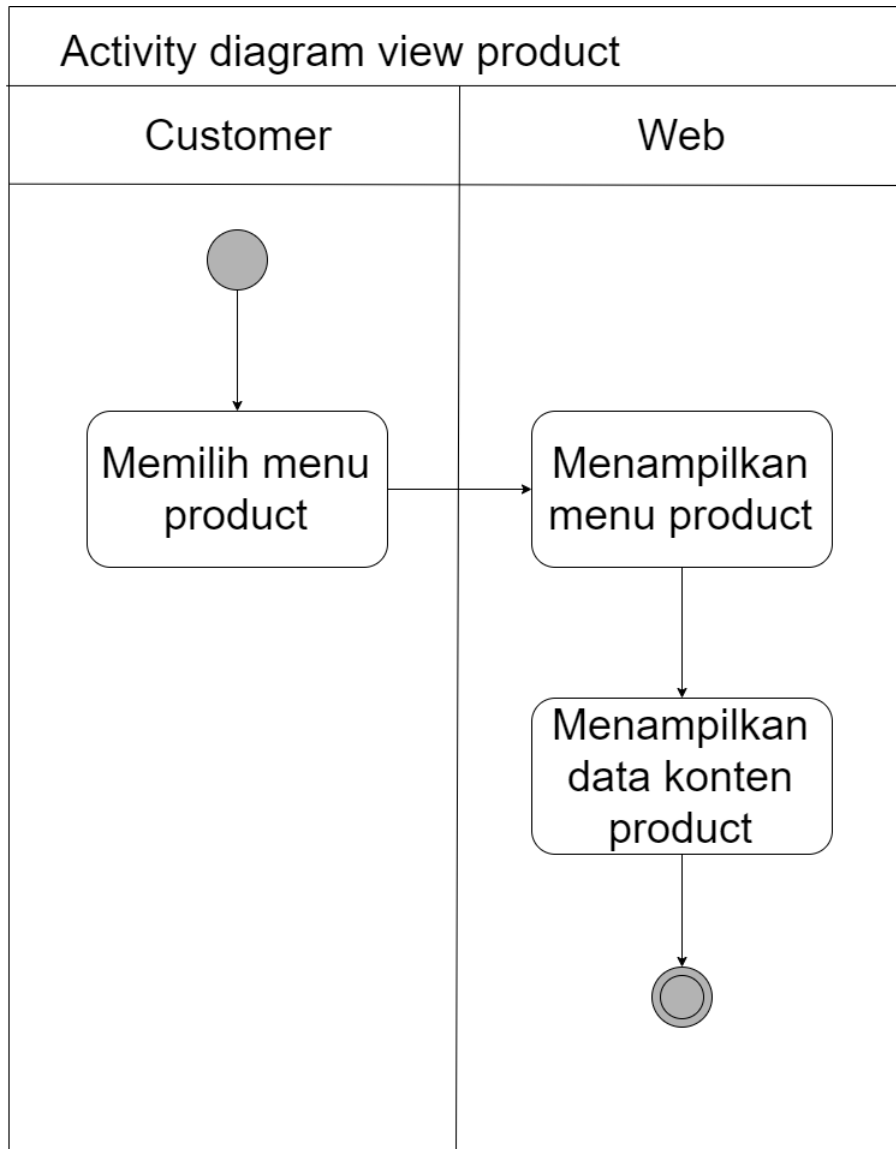 Activity diagram view product
Customer
Web
Memilih menu
product
Menampilkan
menu product
Menampilkan
data konten
product